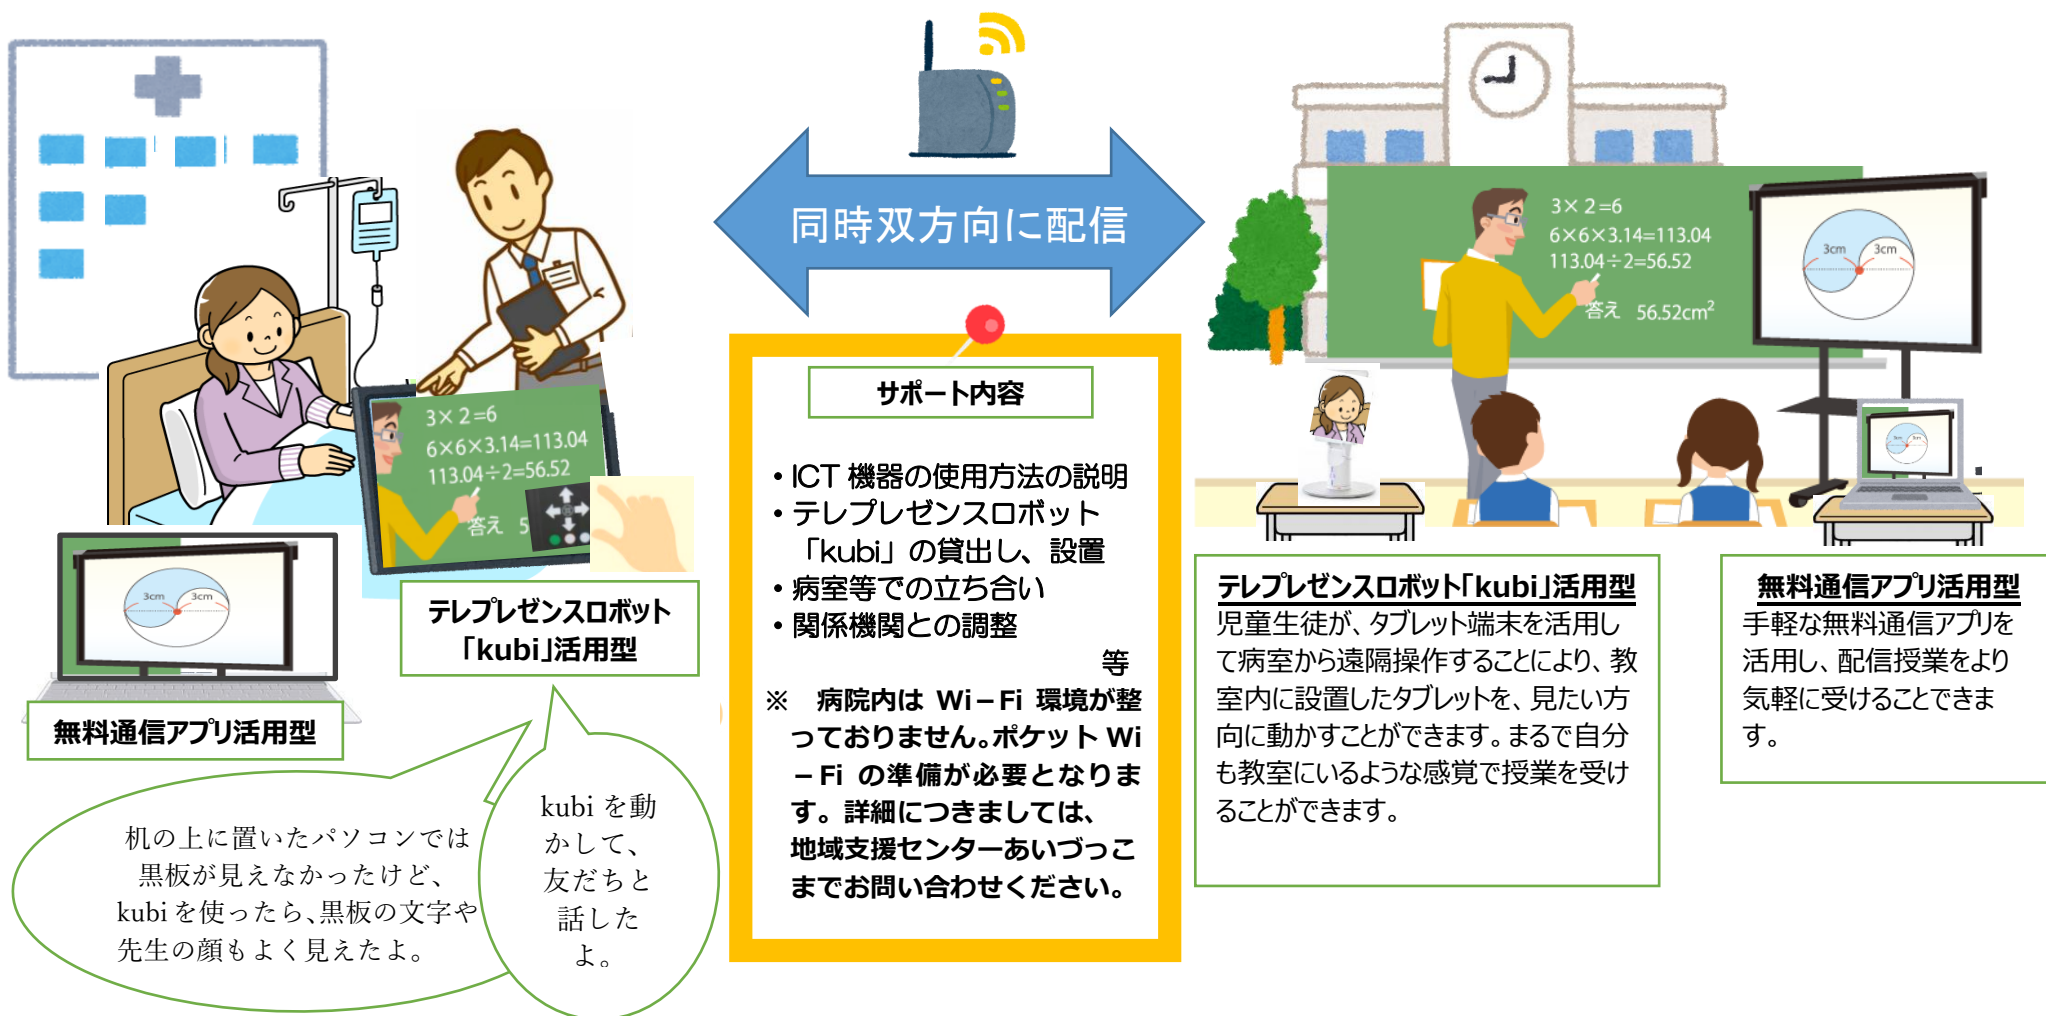 同時双方向に配信
3×2=6
6×6×3.14=113.04
113.04÷2=56.52
答え 56.52cm²
3cm 3cm
3×2=6
6×6×3.14=113.04
113.04÷2=56.52
答え 5
3cm 3cm
テレプレゼンスロボット
「kubi」活用型
無料通信アプリ活用型
机の上に置いたパソコンでは
黒板が見えなかったけど、
kubiを使ったら、黒板の文字や
先生の顔もよく見えたよ。
kubiを動
かして、
友だちと
話した
よ。
サポート内容
・ICT機器の使用方法の説明
・テレプレゼンスロボット
「kubi」の貸出し、設置
・病室等での立ち合い
・関係機関との調整
等
※ 病院内は Wi−Fi 環境が整
っておりません。ポケット Wi
−Fi の準備が必要となりま
す。詳細につきましては、
地域支援センターあいづっこ
までお問い合わせください。
テレプレゼンスロボット「kubi」活用型
児童生徒が、タブレット端末を活用し
て病室から遠隔操作することにより、教
室内に設置したタブレットを、見たい方
向に動かすことができます。まるで自分
も教室にいるような感覚で授業を受け
ることができます。
無料通信アプリ活用型
手軽な無料通信アプリを
活用し、配信授業をより
気軽に受けることできま
す。
3cm 3cm